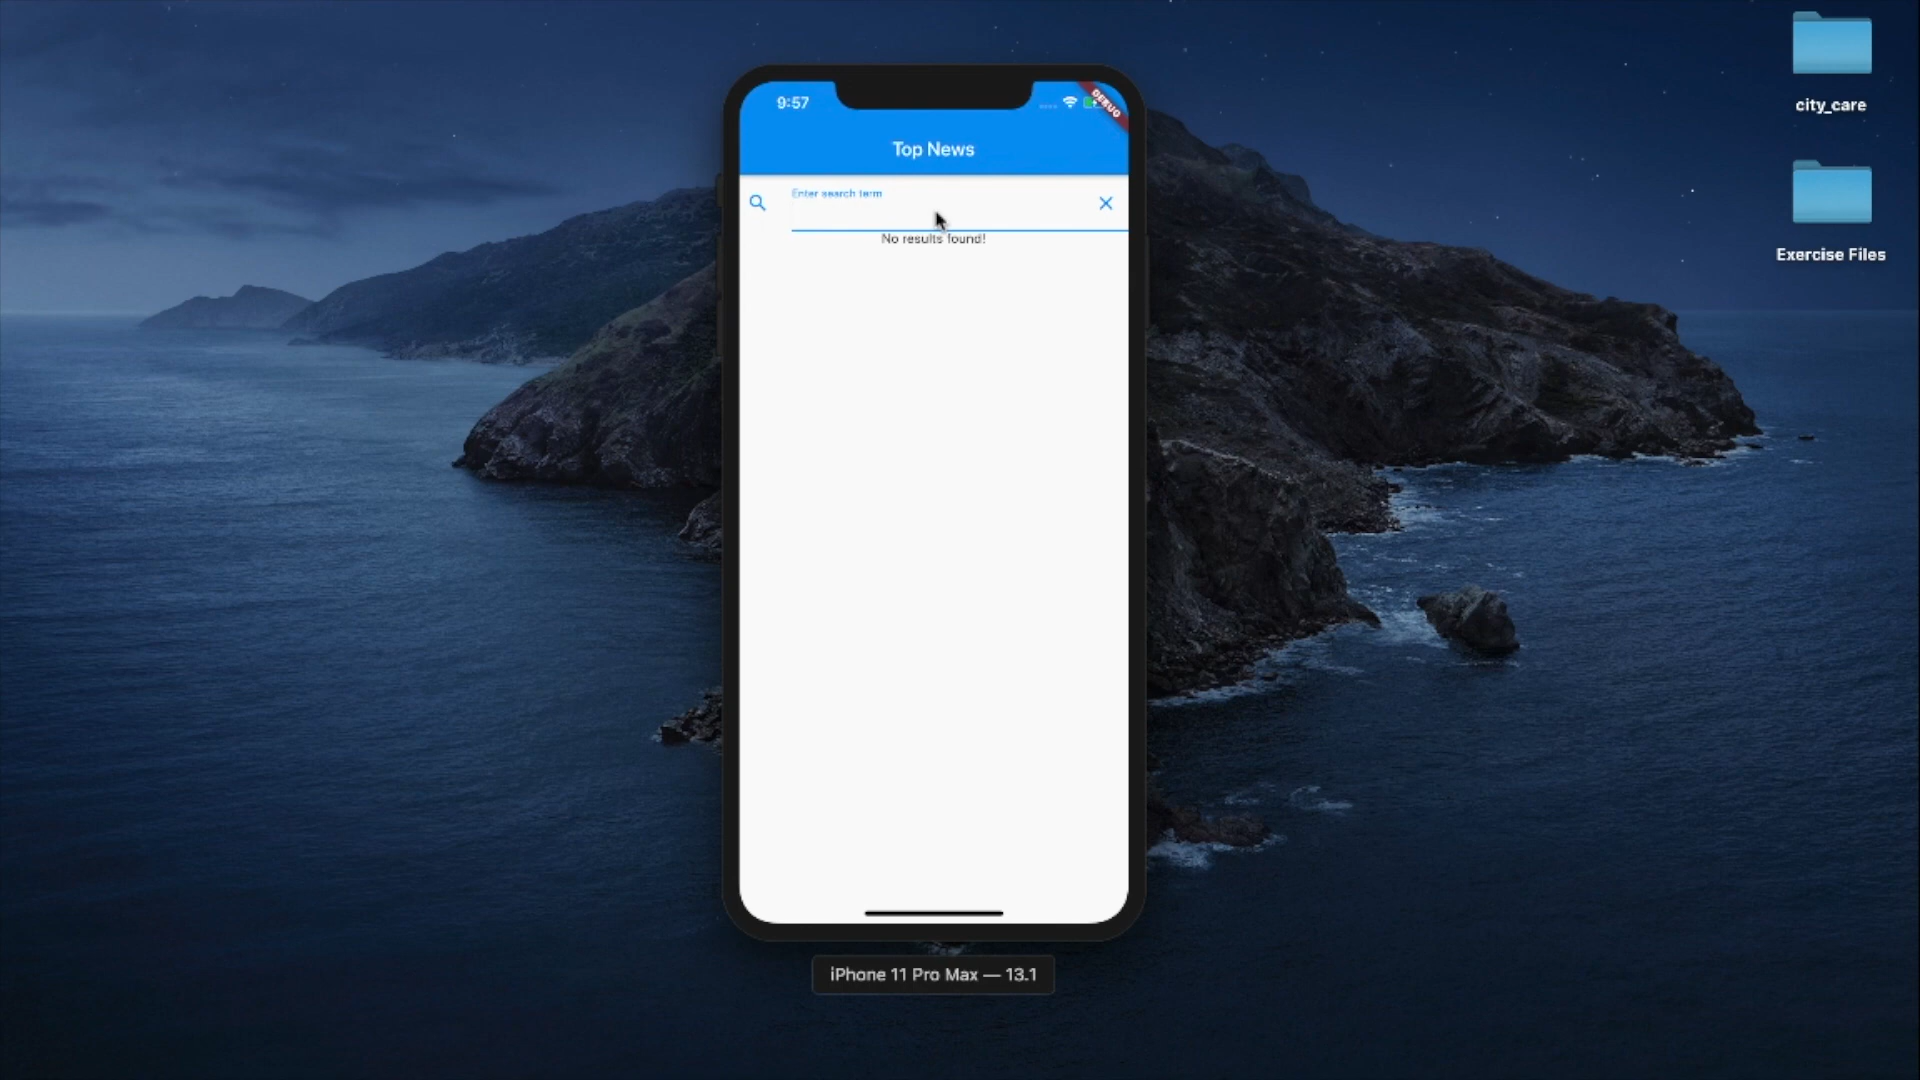 9:57
DEBUG
Top News
Enter search term
No results found!
iPhone 11 Pro Max — 13.1
city_care
Exercise Files